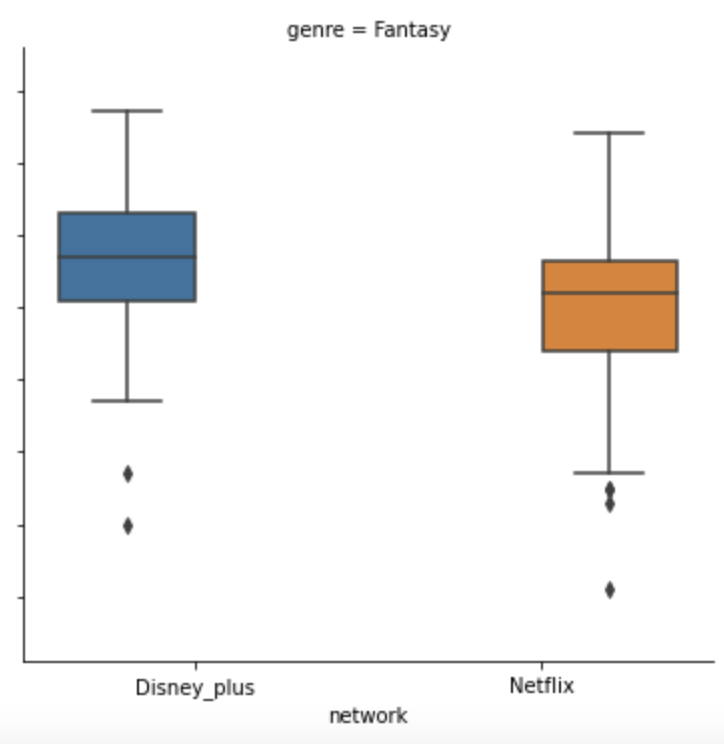 genre = Fantasy
Disney_plus Netflix
network